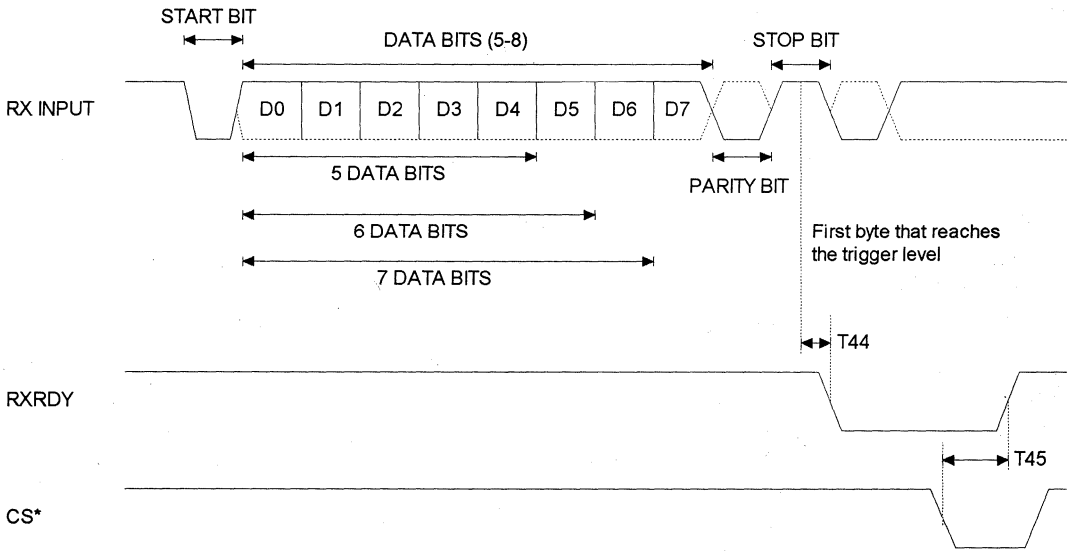 START BIT
DATA BITS (5-8)
STOP BIT
RX INPUT
D0 D1 D2 D3 D4 D5 D6 D7
5 DATA BITS
PARITY BIT
6 DATA BITS
First byte that reaches
the trigger level
7 DATA BITS
T44
RXRDY
T45
CS*